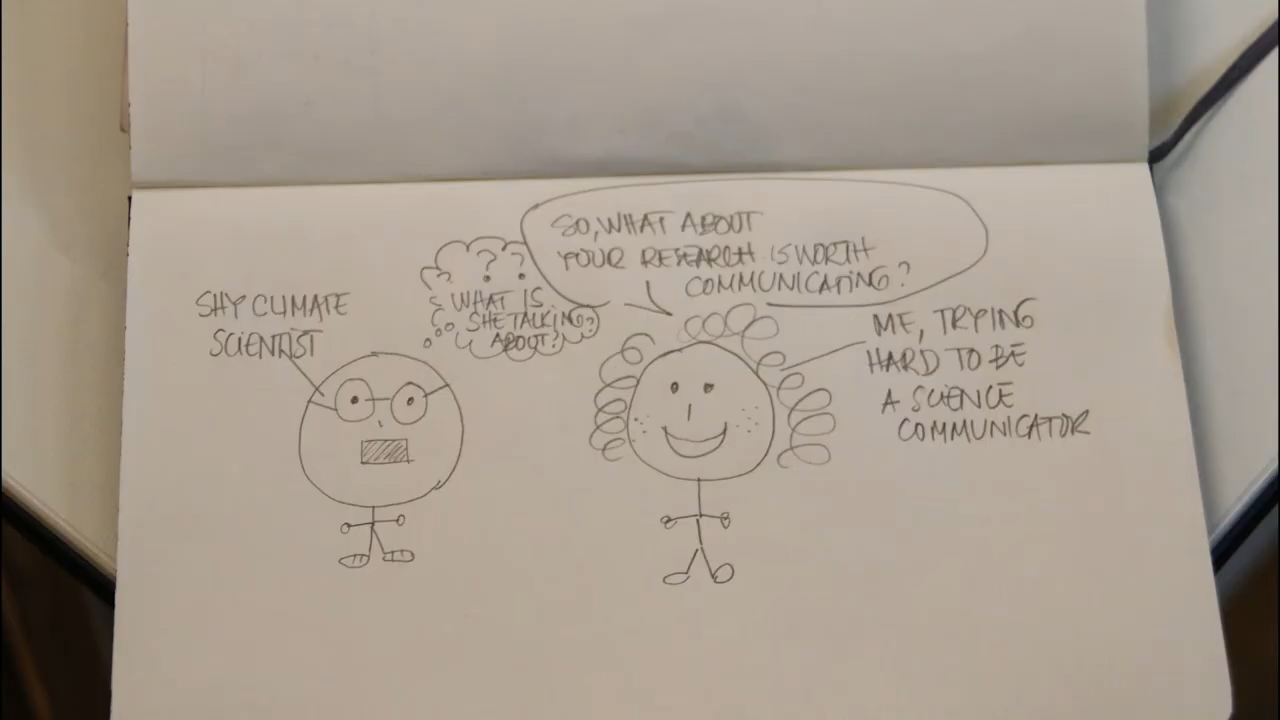 SO, WHAT ABOUT
YOUR RESEARCH IS WORTH
COMMUNICATING?
? ?
?
WHAT IS
SHE TALKING
ABOUT?
SHY CLIMATE
SCIENTIST
ME, TRYING
HARD TO BE
A SCIENCE
COMMUNICATOR